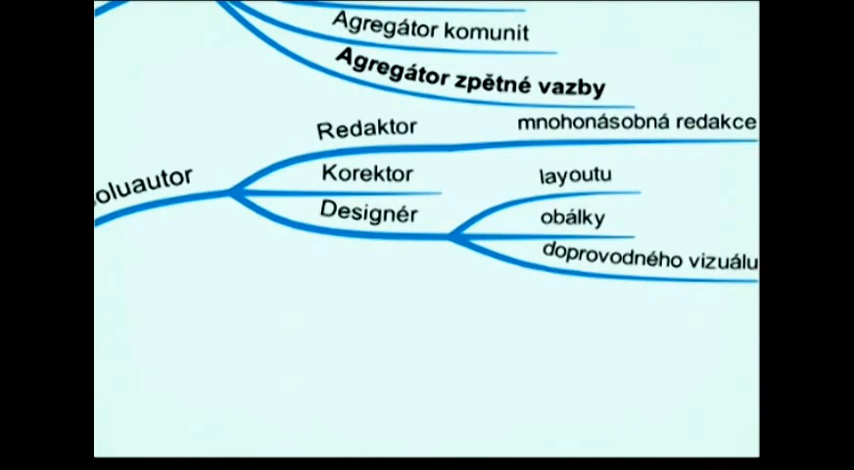 Agregátor komunit
Agregátor zpětné vazby
Redaktor
mnohonásobná redakce
oluautor
Korektor
Designér
layoutu
obálky
doprovodného vizuálu